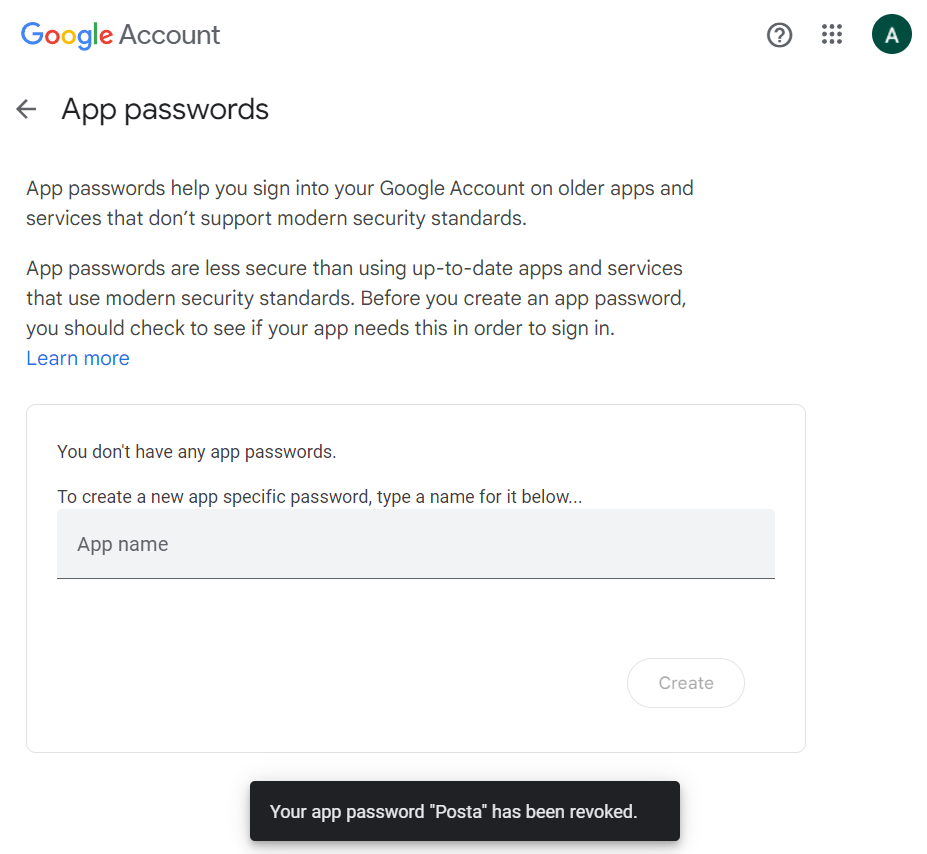 Google Account
A
App passwords
App passwords help you sign into your Google Account on older apps and
services that don’t support modern security standards.
App passwords are less secure than using up-to-date apps and services
that use modern security standards. Before you create an app password,
you should check to see if your app needs this in order to sign in.
Learn more
You don't have any app passwords.
To create a new app specific password, type a name for it below...
App name
Create
Your app password "Posta" has been revoked.